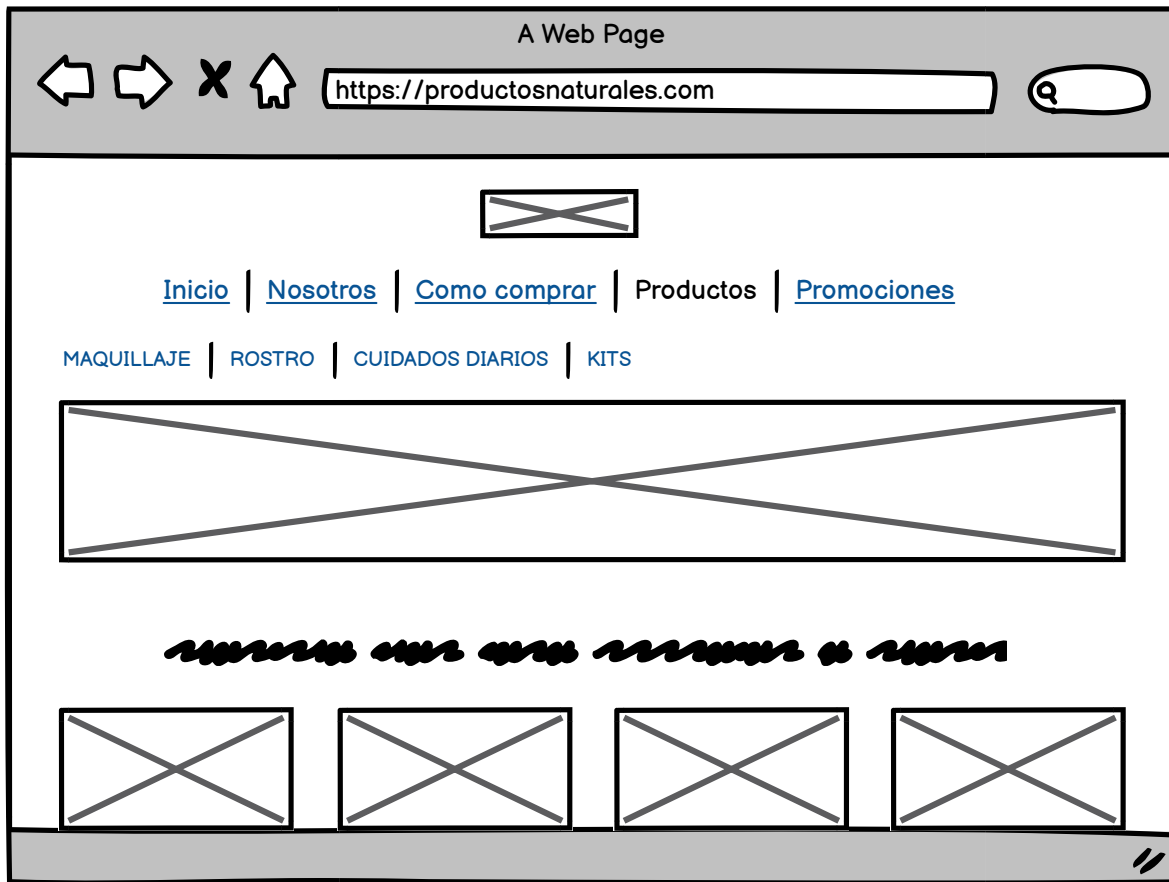 A Web Page
https://productosnaturales.com
Inicio | Nosotros | Como comprar | Productos | Promociones
MAQUILLAJE | ROSTRO | CUIDADOS DIARIOS | KITS